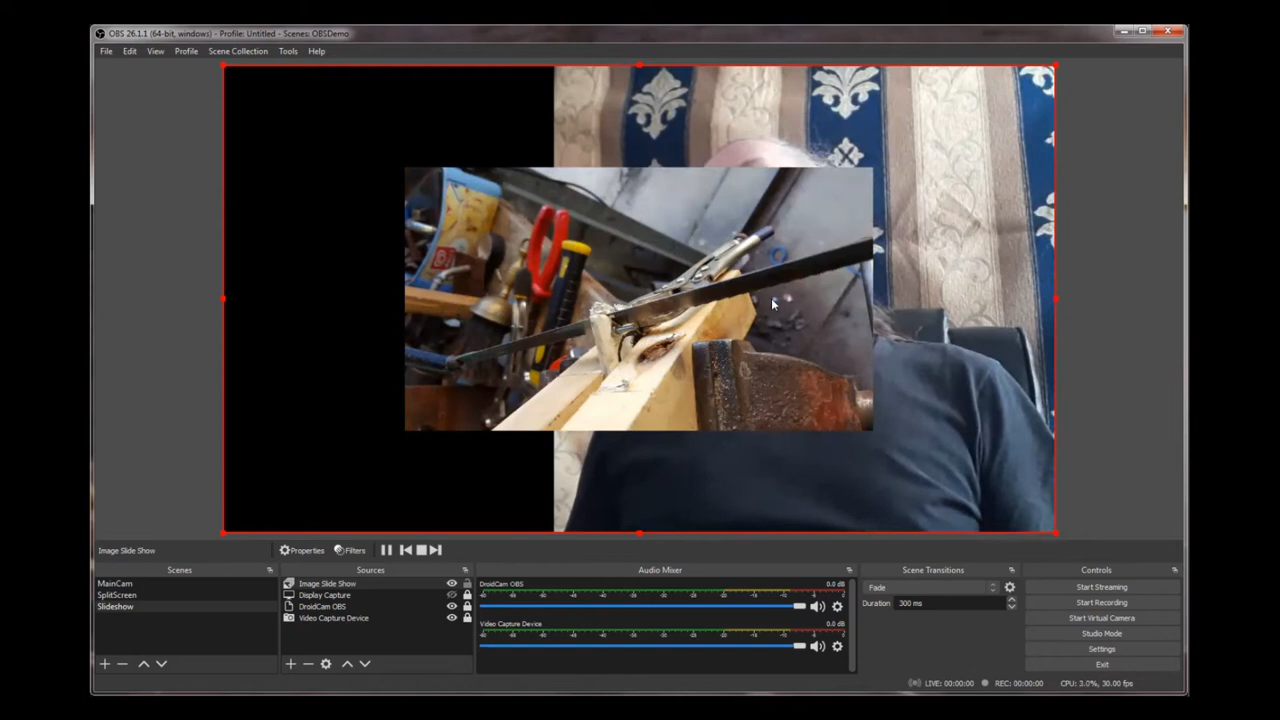 OBS 26.1.1 (64-bit, windows) - Profile: Untitled - Scenes: OBSDemo
File Edit View Profile Scene Collection Tools Help
Image Slide Show Properties Filters
Scenes Sources Audio Mixer Scene Transitions Controls
MainCam
SplitScreen
Slideshow
Image Slide Show
Display Capture
DroidCam OBS
Video Capture Device
DroidCam OBS 0.0 dB
Video Capture Device 0.0 dB
Fade
Duration 300 ms
Start Streaming
Start Recording
Start Virtual Camera
Studio Mode
Settings
Exit
LIVE: 00:00:00 REC: 00:00:00 CPU: 3.0%, 30.00 fps